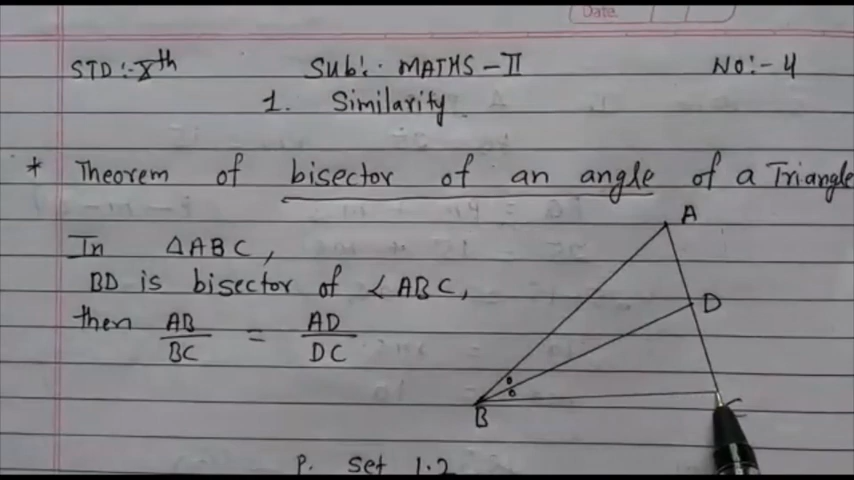 Date
STD:- Xth Sub:- MATHS - II No:- 4
1. Similarity
* Theorem of bisector of an angle of a Triangle
In △ABC,
BD is bisector of ∠ABC,
then AB/BC = AD/DC
A
D
B
C
P. Set 1.2